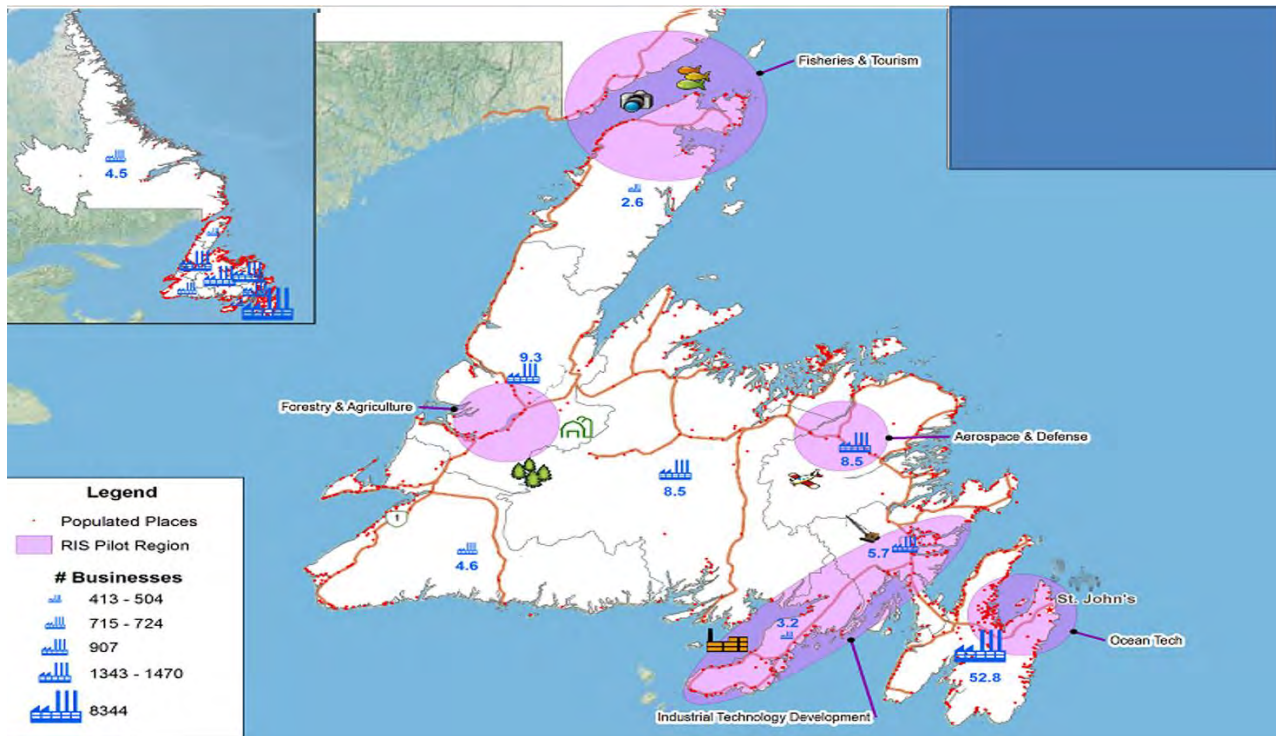 Fisheries & Tourism
4.5
2.6
9.3
Forestry & Agriculture
Aerospace & Defense
8.5
8.5
1
5.7
4.6
3.2
St. John's
Ocean Tech
52.8
Industrial Technology Development
Legend
Populated Places
RIS Pilot Region
# Businesses
413 - 504
715 - 724
907
1343 - 1470
8344